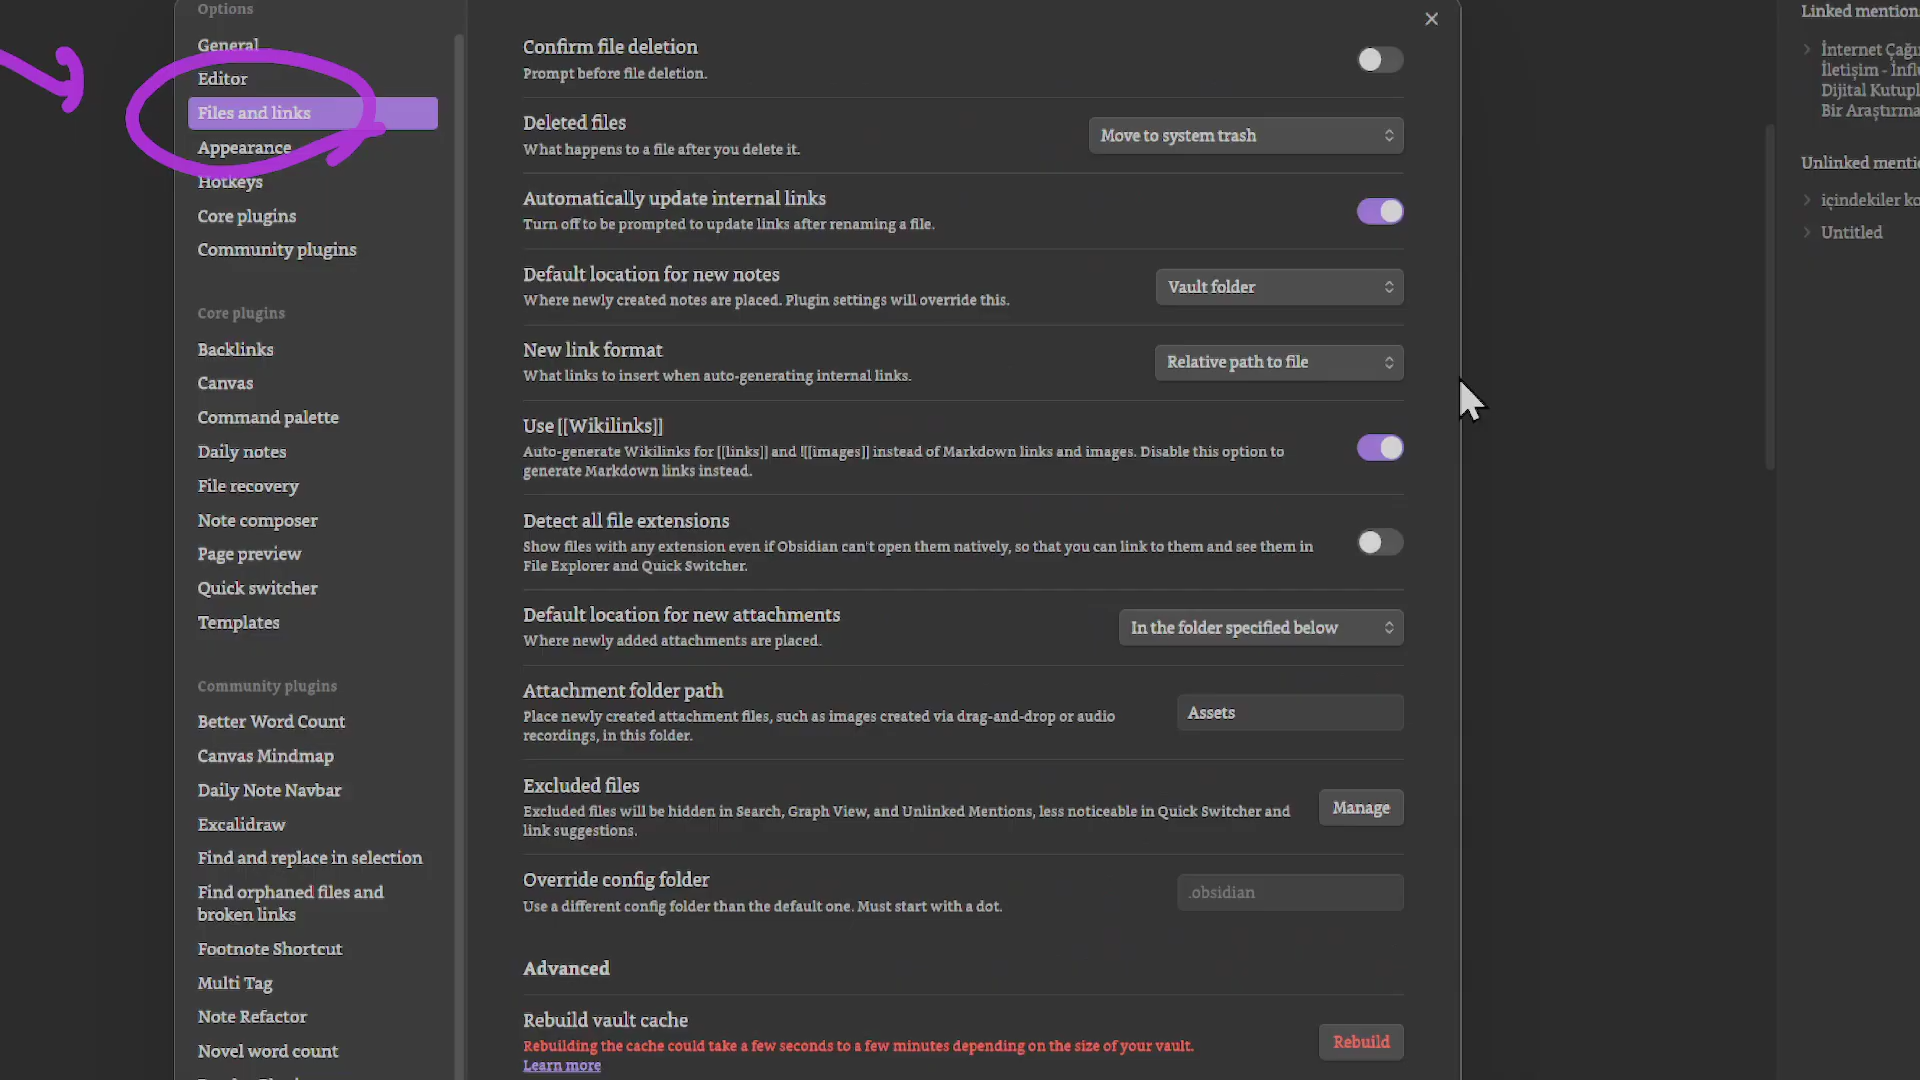 Options
General
Editor
Files and links
Appearance
Hotkeys
Core plugins
Community plugins
Core plugins
Backlinks
Canvas
Command palette
Daily notes
File recovery
Note composer
Page preview
Quick switcher
Templates
Community plugins
Better Word Count
Canvas Mindmap
Daily Note Navbar
Excalidraw
Find and replace in selection
Find orphaned files and
broken links
Footnote Shortcut
Multi Tag
Note Refactor
Novel word count
Confirm file deletion
Prompt before file deletion.
Deleted files
What happens to a file after you delete it.
Move to system trash
Automatically update internal links
Turn off to be prompted to update links after renaming a file.
Default location for new notes
Where newly created notes are placed. Plugin settings will override this.
Vault folder
New link format
What links to insert when auto-generating internal links.
Relative path to file
Use [[Wikilinks]]
Auto-generate Wikilinks for [[links]] and ![[images]] instead of Markdown links and images. Disable this option to
generate Markdown links instead.
Detect all file extensions
Show files with any extension even if Obsidian can't open them natively, so that you can link to them and see them in
File Explorer and Quick Switcher.
Default location for new attachments
Where newly added attachments are placed.
In the folder specified below
Attachment folder path
Place newly created attachment files, such as images created via drag-and-drop or audio
recordings, in this folder.
Assets
Excluded files
Excluded files will be hidden in Search, Graph View, and Unlinked Mentions, less noticeable in Quick Switcher and
link suggestions.
Manage
Override config folder
Use a different config folder than the default one. Must start with a dot.
.obsidian
Advanced
Rebuild vault cache
Rebuilding the cache could take a few seconds to a few minutes depending on the size of your vault.
Learn more
Rebuild
Linked mention
İnternet Çağı
İletişim - İnflu
Dijital Kutupl
Bir Araştırma
Unlinked menti
içindekiler ko
Untitled